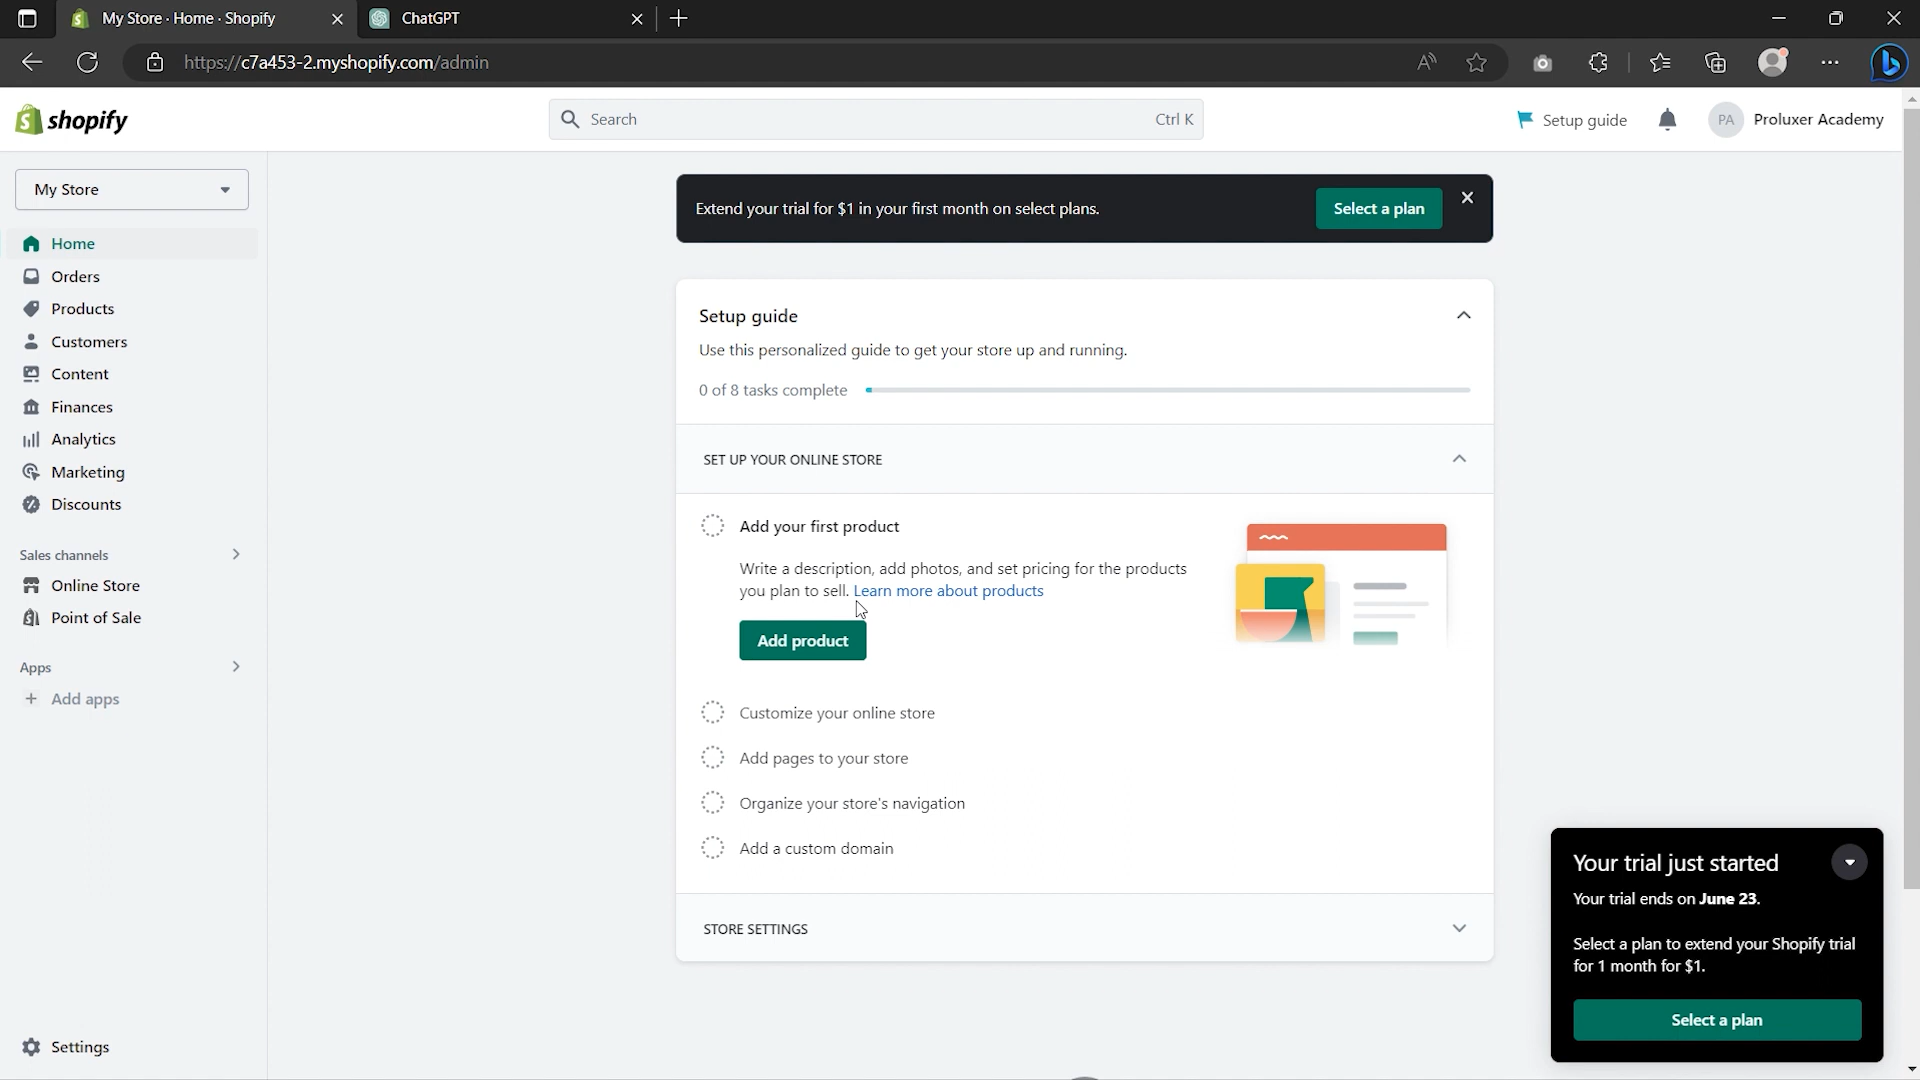 My Store · Home · Shopify
ChatGPT
https://c7a453-2.myshopify.com/admin
shopify
Search
Ctrl K
Setup guide
PA
Proluxer Academy
My Store
Home
Orders
Products
Customers
Content
Finances
Analytics
Marketing
Discounts
Sales channels
Online Store
Point of Sale
Apps
Add apps
Settings
Extend your trial for $1 in your first month on select plans.
Select a plan
Setup guide
Use this personalized guide to get your store up and running.
0 of 8 tasks complete
SET UP YOUR ONLINE STORE
Add your first product
Write a description, add photos, and set pricing for the products
you plan to sell. Learn more about products
Add product
Customize your online store
Add pages to your store
Organize your store's navigation
Add a custom domain
STORE SETTINGS
Your trial just started
Your trial ends on June 23.
Select a plan to extend your Shopify trial
for 1 month for $1.
Select a plan